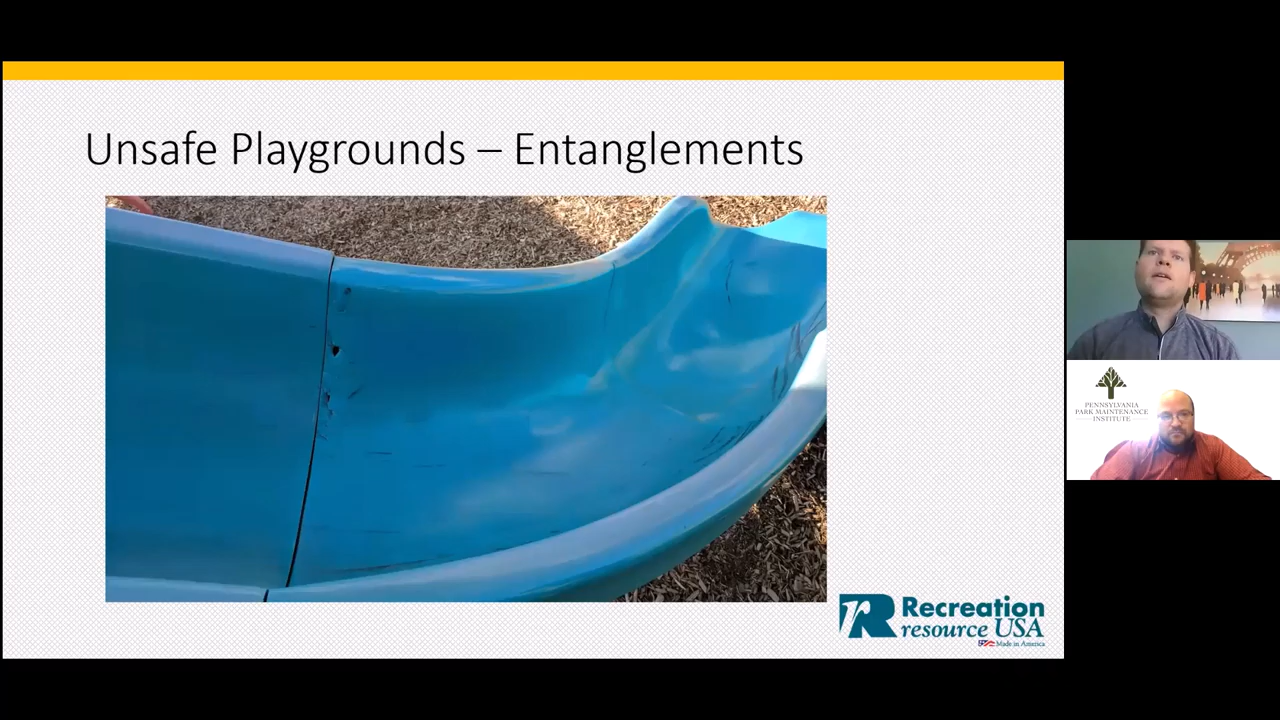 Unsafe Playgrounds – Entanglements
PENNSYLVANIA
PARK MAINTENANCE
INSTITUTE
Recreation
resource USA
Made in America